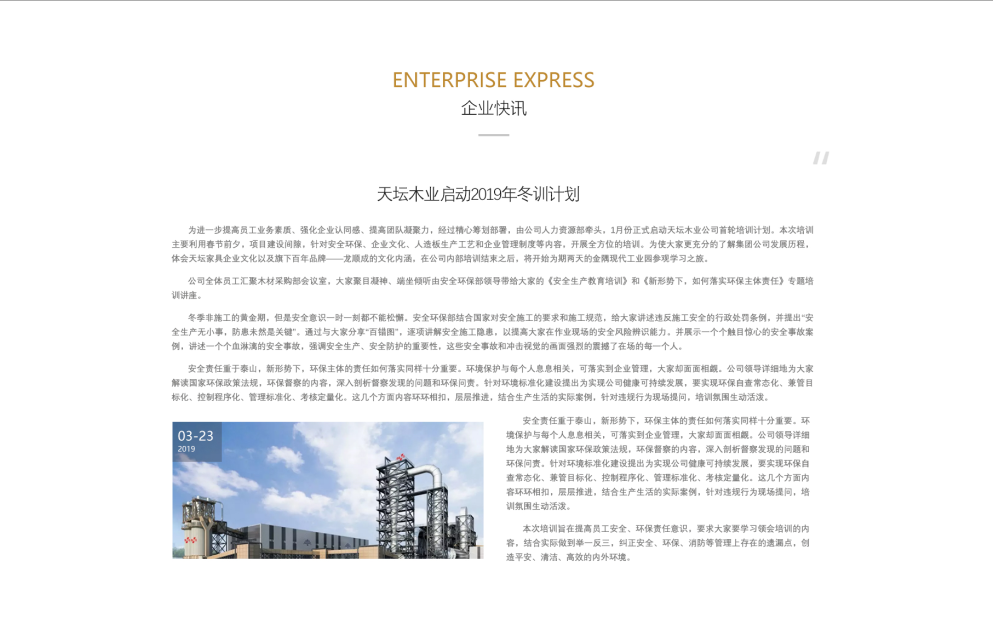 ENTERPRISE EXPRESS
企业快讯
天坛木业启动2019年冬训计划
为进一步提高员工业务素质、强化企业认同感、提高团队凝聚力，经过精心筹划部署，由公司人力资源部牵头，1月份正式启动天坛木业公司首轮培训计划。本次培训
主要利用春节前夕，项目建设间隙，针对安全环保、企业文化、人造板生产工艺和企业管理制度等内容，开展全方位的培训。为使大家更充分的了解集团公司发展历程，
体会天坛家具企业文化以及旗下百年品牌——龙顺成的文化内涵，在公司内部培训结束之后，将开始为期两天的金隅现代工业园参观学习之旅。
公司全体员工汇聚木材采购部会议室，大家聚目凝神、端坐倾听由安全环保部领导带给大家的《安全生产教育培训》和《新形势下，如何落实环保主体责任》专题培
训讲座。
冬季非施工的黄金期，但是安全意识一时一刻都不能松懈。安全环保部结合国家对安全施工的要求和施工规范，给大家讲述违反施工安全的行政处罚条例，并提出“安
全生产无小事，防患未然是关键”。通过与大家分享“百错图”，逐项讲解安全施工隐患，以提高大家在作业现场的安全风险辨识能力。并展示一个个触目惊心的安全事故案
例，讲述一个个血淋漓的安全事故，强调安全生产、安全防护的重要性，这些安全事故和冲击视觉的画面强烈的震撼了在场的每一个人。
安全责任重于泰山，新形势下，环保主体的责任如何落实同样十分重要。环境保护与每个人息息相关，可落实到企业管理，大家却面面相觑。公司领导详细地为大家
解读国家环保政策法规，环保督察的内容，深入剖析督察发现的问题和环保问责。针对环境标准化建设提出为实现公司健康可持续发展，要实现环保自查常态化、兼管目
标化、控制程序化、管理标准化、考核定量化。这几个方面内容环环相扣，层层推进，结合生产生活的实际案例，针对违规行为现场提问，培训氛围生动活泼。
03-23
2019
安全责任重于泰山，新形势下，环保主体的责任如何落实同样十分重要。环
境保护与每个人息息相关，可落实到企业管理，大家却面面相觑。公司领导详细
地为大家解读国家环保政策法规，环保督察的内容，深入剖析督察发现的问题和
环保问责。针对环境标准化建设提出为实现公司健康可持续发展，要实现环保自
查常态化、兼管目标化、控制程序化、管理标准化、考核定量化。这几个方面内
容环环相扣，层层推进，结合生产生活的实际案例，针对违规行为现场提问，培
训氛围生动活泼。
本次培训旨在提高员工安全、环保责任意识，要求大家要学习领会培训的内
容，结合实际做到举一反三，纠正安全、环保、消防等管理上存在的遗漏点，创
造平安、清洁、高效的内外环境。